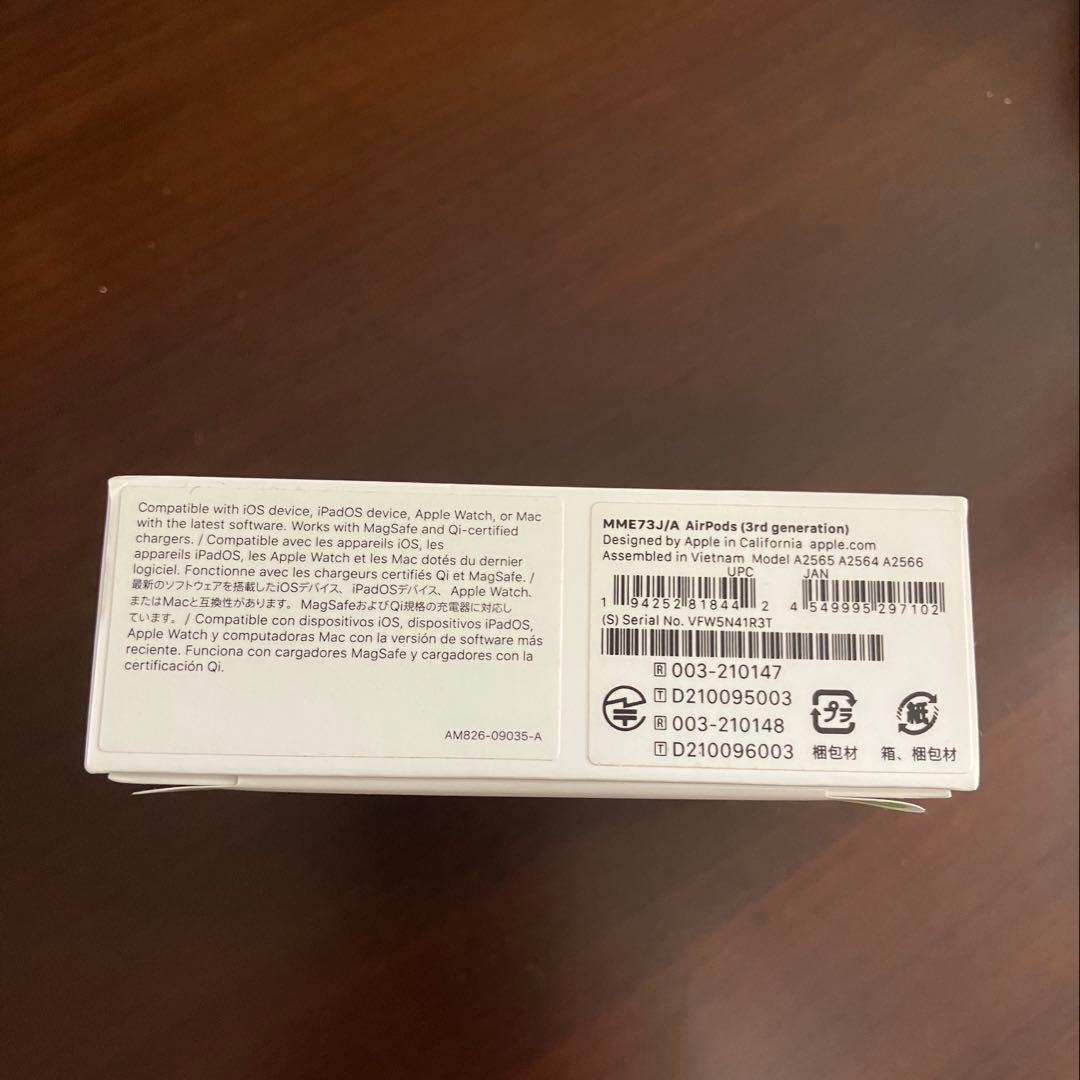 Compatible with iOS device, iPadOS device, Apple Watch, or Mac
with the latest software. Works with MagSafe and Qi-certified
chargers. / Compatible avec les appareils iOS, les
appareils iPadOS, les Apple Watch et les Mac dotés du dernier
logiciel. Fonctionne avec les chargeurs certifiés Qi et MagSafe. /
最新のソフトウェアを搭載したiOSデバイス、iPadOSデバイス、Apple Watch、
またはMacと互換性があります。MagSafeおよびQi規格の充電器に対応し
ています。/ Compatible con dispositivos iOS, dispositivos iPadOS,
Apple Watch y computadoras Mac con la versión de software más
reciente. Funciona con cargadores MagSafe y cargadores con la
certificación Qi.
AM826-09035-A
MME73J/A AirPods (3rd generation)
Designed by Apple in California apple.com
Assembled in Vietnam Model A2565 A2564 A2566
UPC JAN
1 94252 81844 2 4 549995 297102
(S) Serial No. VFW5N41R3T
R 003-210147
T D210095003
R 003-210148
T D210096003
プラ
梱包材
紙
箱、梱包材